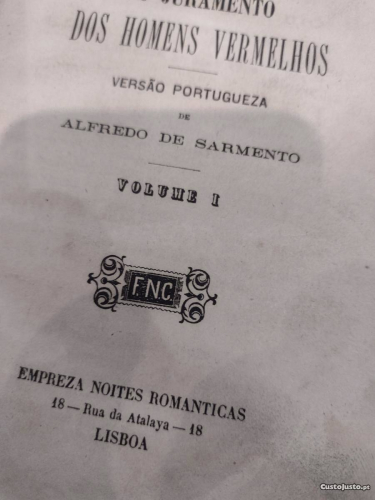 JURAMENTO
DOS HOMENS VERMELHOS
VERSÃO PORTUGUEZA
DE
ALFREDO DE SARMENTO
VOLUME I
F.N.C.
EMPREZA NOITES ROMANTICAS
18 — Rua da Atalaya — 18
LISBOA
CustoJusto.pt